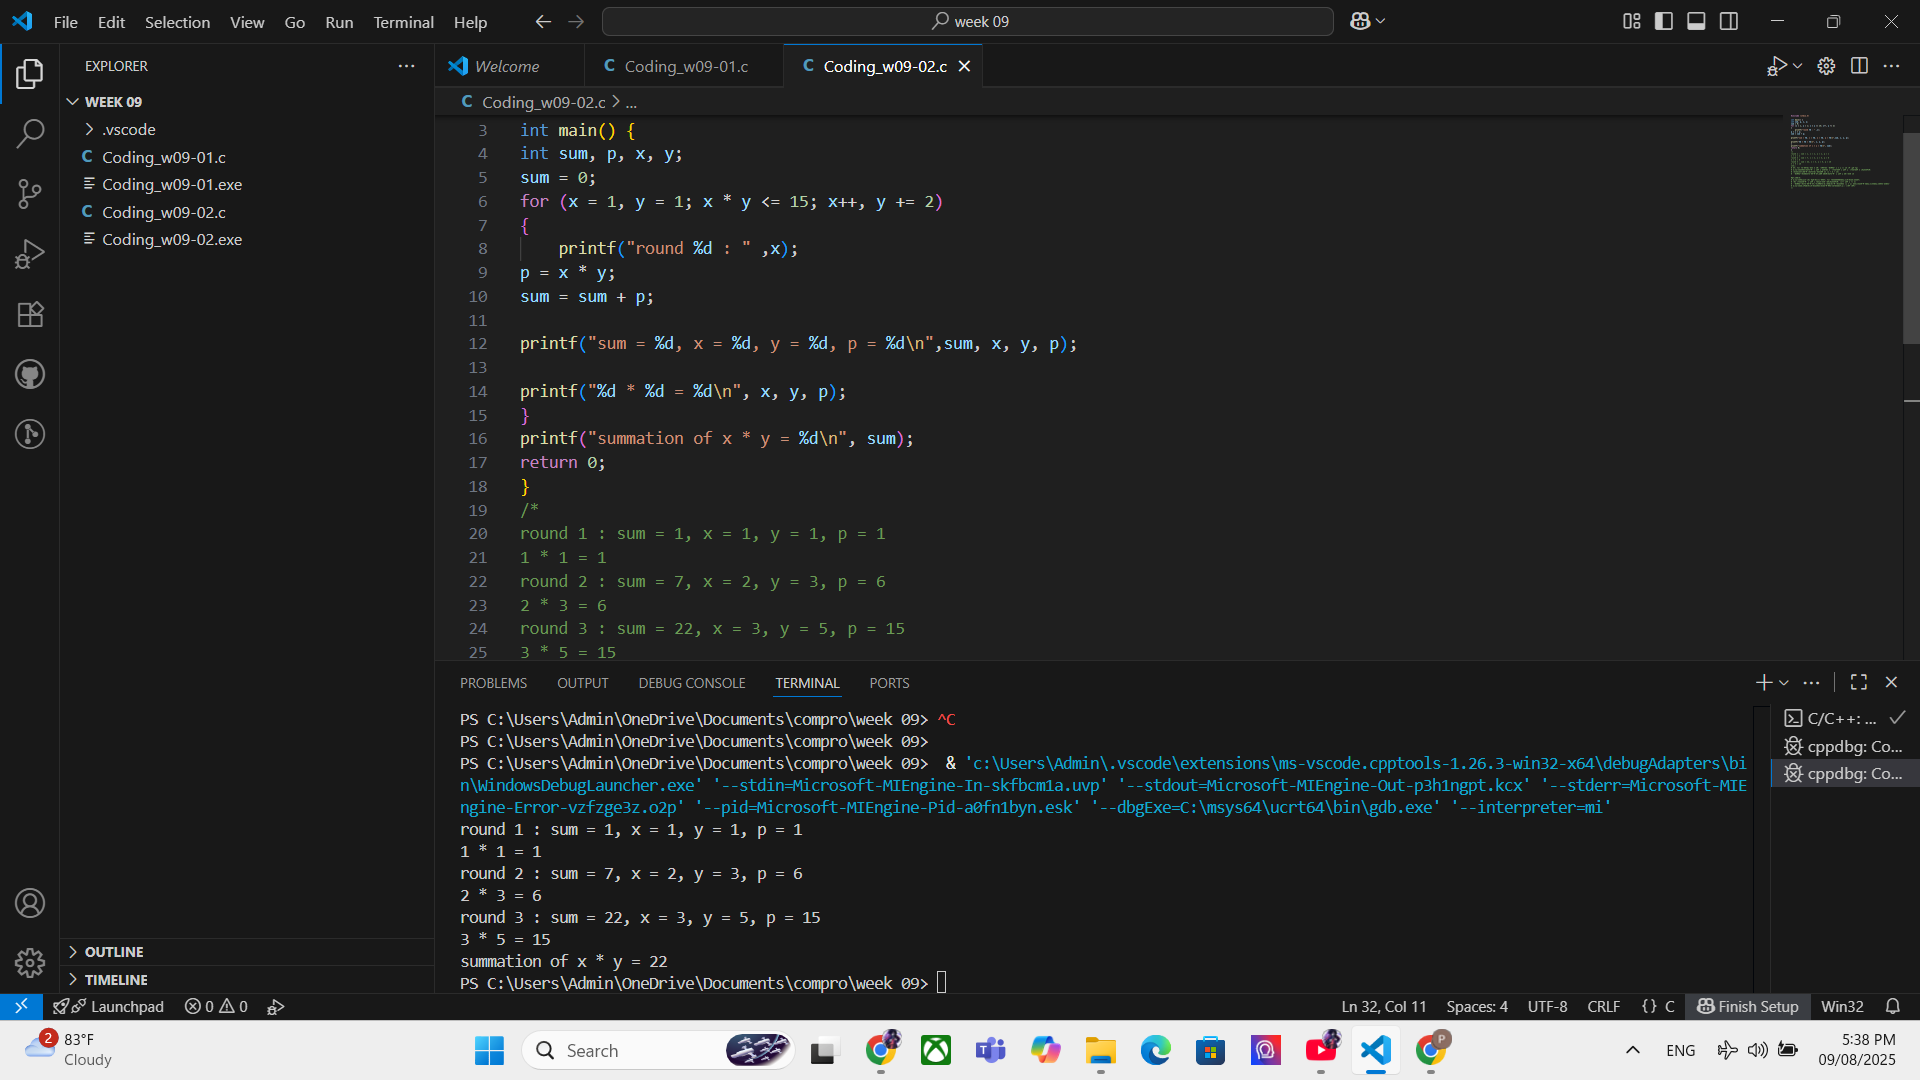 File Edit Selection View Go Run Terminal Help
week 09
EXPLORER
WEEK 09
.vscode
C Coding_w09-01.c
Coding_w09-01.exe
C Coding_w09-02.c
Coding_w09-02.exe
OUTLINE
TIMELINE
Welcome
C Coding_w09-01.c
C Coding_w09-02.c
C Coding_w09-02.c > ...
3 int main() {
4 int sum, p, x, y;
5 sum = 0;
6 for (x = 1, y = 1; x * y <= 15; x++, y += 2)
7 {
8 printf("round %d : " ,x);
9 p = x * y;
10 sum = sum + p;
11
12 printf("sum = %d, x = %d, y = %d, p = %d\n",sum, x, y, p);
13
14 printf("%d * %d = %d\n", x, y, p);
15 }
16 printf("summation of x * y = %d\n", sum);
17 return 0;
18 }
19 /*
20 round 1 : sum = 1, x = 1, y = 1, p = 1
21 1 * 1 = 1
22 round 2 : sum = 7, x = 2, y = 3, p = 6
23 2 * 3 = 6
24 round 3 : sum = 22, x = 3, y = 5, p = 15
25 3 * 5 = 15
PROBLEMS OUTPUT DEBUG CONSOLE TERMINAL PORTS
PS C:\Users\Admin\OneDrive\Documents\compro\week 09> ^C
PS C:\Users\Admin\OneDrive\Documents\compro\week 09>
PS C:\Users\Admin\OneDrive\Documents\compro\week 09> & 'c:\Users\Admin\.vscode\extensions\ms-vscode.cpptools-1.26.3-win32-x64\debugAdapters\bi
n\WindowsDebugLauncher.exe' '--stdin=Microsoft-MIEngine-In-skfbcm1a.uvp' '--stdout=Microsoft-MIEngine-Out-p3h1ngpt.kcx' '--stderr=Microsoft-MIE
ngine-Error-vzfzge3z.o2p' '--pid=Microsoft-MIEngine-Pid-a0fn1byn.esk' '--dbgExe=C:\msys64\ucrt64\bin\gdb.exe' '--interpreter=mi'
round 1 : sum = 1, x = 1, y = 1, p = 1
1 * 1 = 1
round 2 : sum = 7, x = 2, y = 3, p = 6
2 * 3 = 6
round 3 : sum = 22, x = 3, y = 5, p = 15
3 * 5 = 15
summation of x * y = 22
PS C:\Users\Admin\OneDrive\Documents\compro\week 09>
C/C++: ...
cppdbg: Co...
cppdbg: Co...
Launchpad 0 0 Ln 32, Col 11 Spaces: 4 UTF-8 CRLF {} C Finish Setup Win32
2 83°F
Cloudy
Search
P
ENG
5:38 PM
09/08/2025